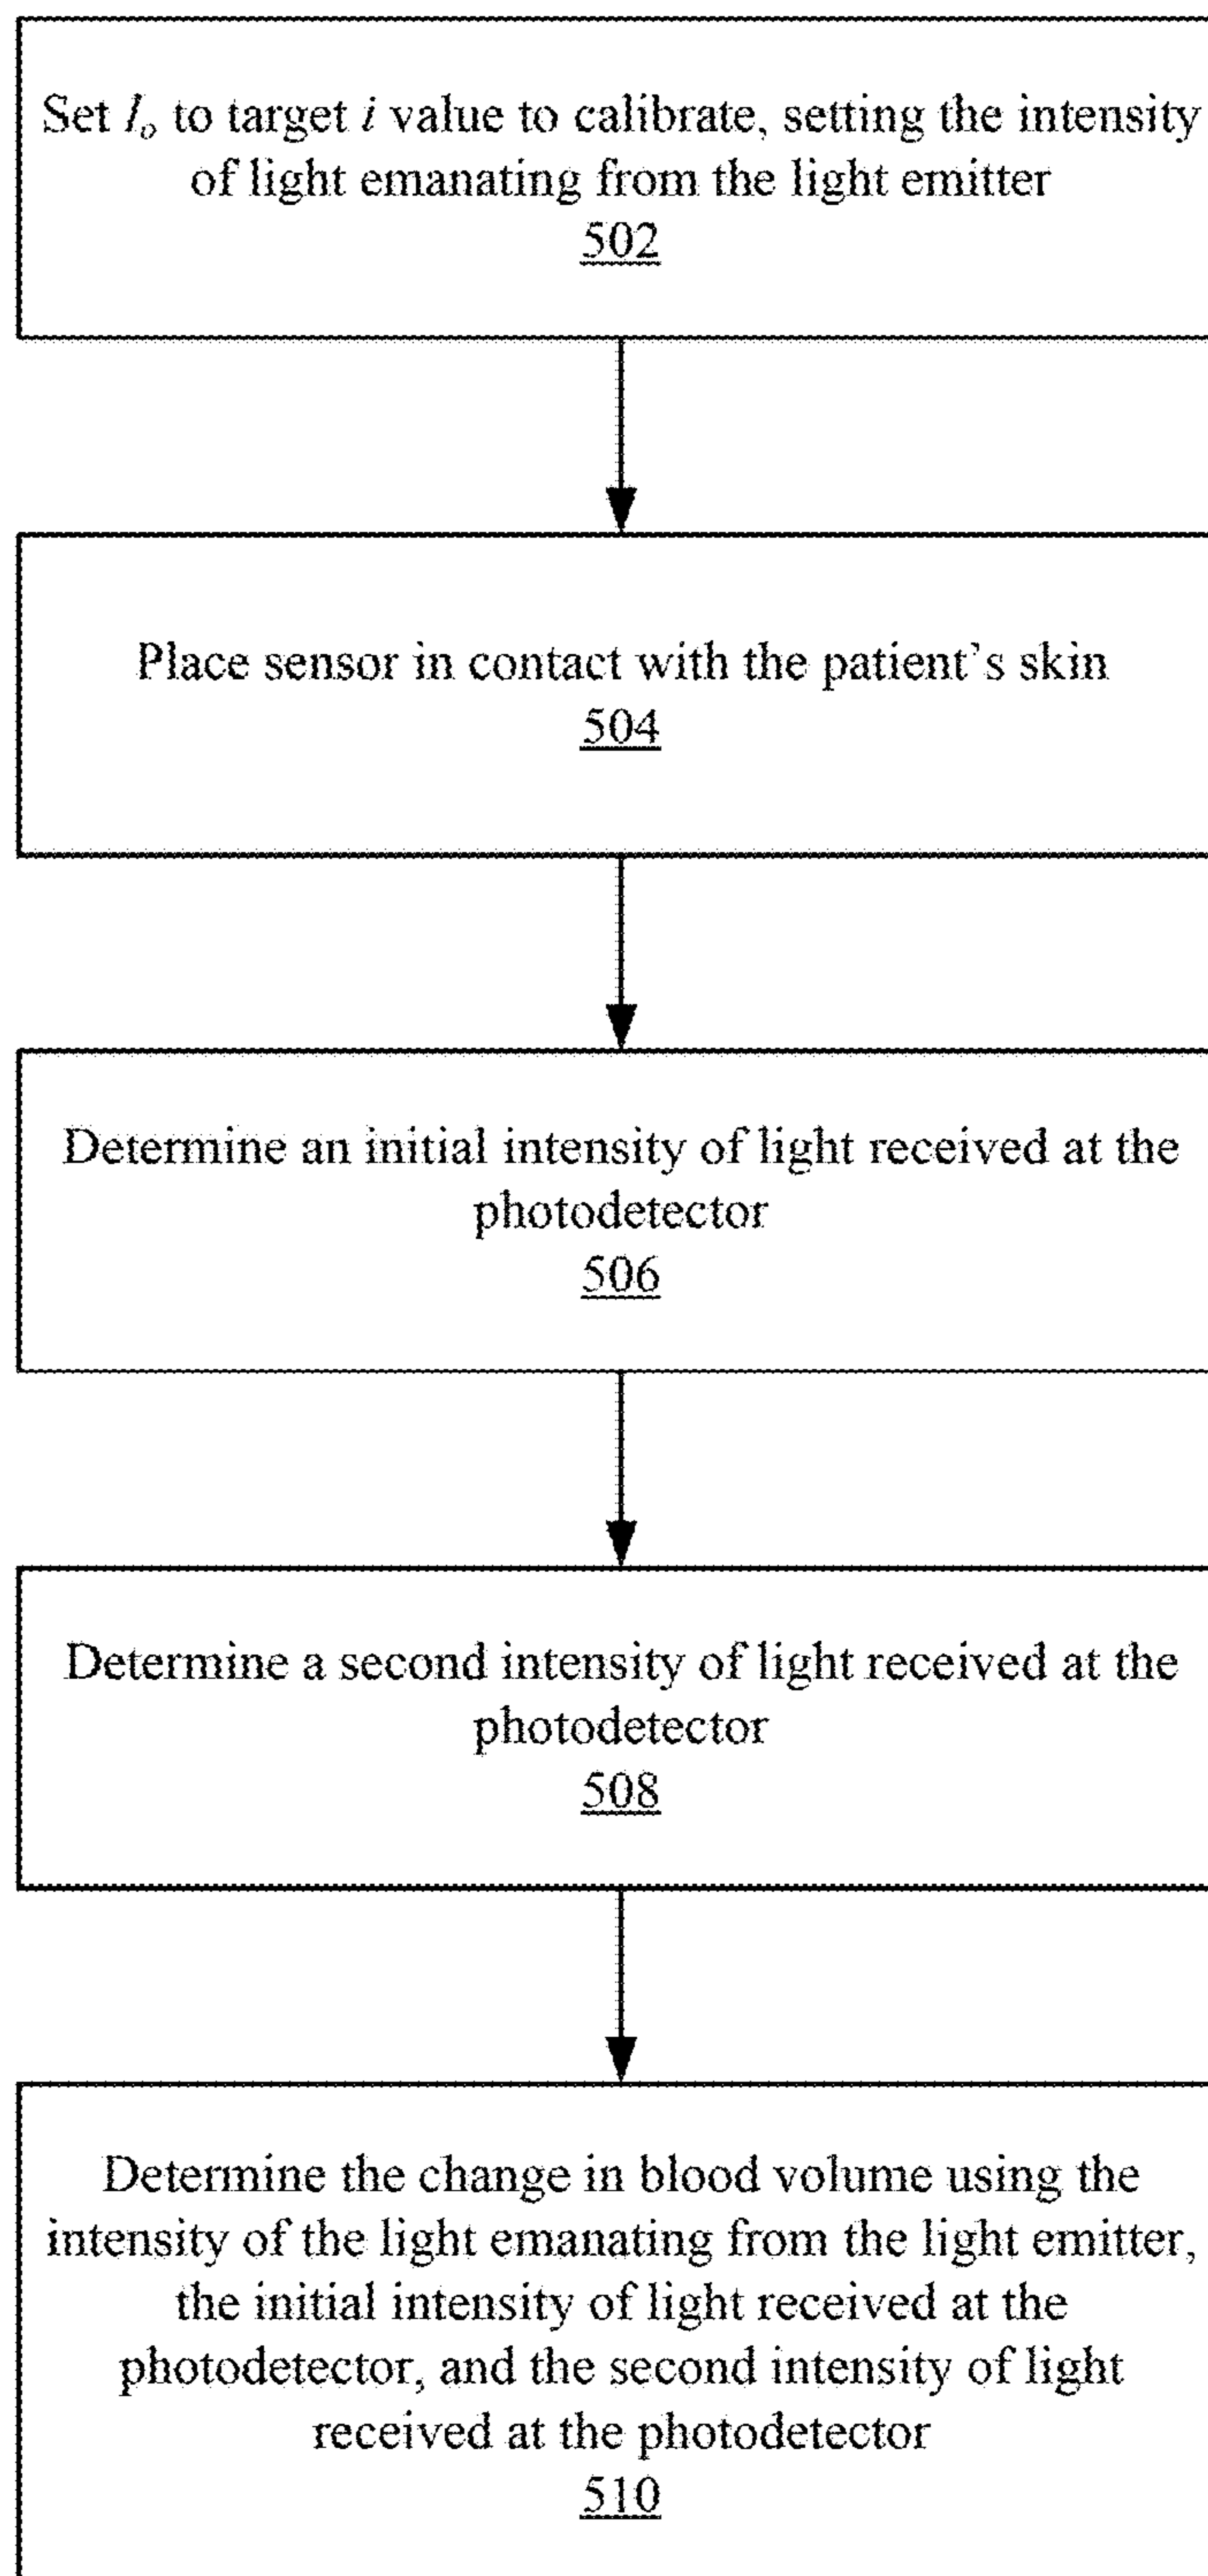 Set Iₒ to target i value to calibrate, setting the intensity
of light emanating from the light emitter
502
Place sensor in contact with the patient’s skin
504
Determine an initial intensity of light received at the
photodetector
506
Determine a second intensity of light received at the
photodetector
508
Determine the change in blood volume using the
intensity of the light emanating from the light emitter,
the initial intensity of light received at the
photodetector, and the second intensity of light
received at the photodetector
510